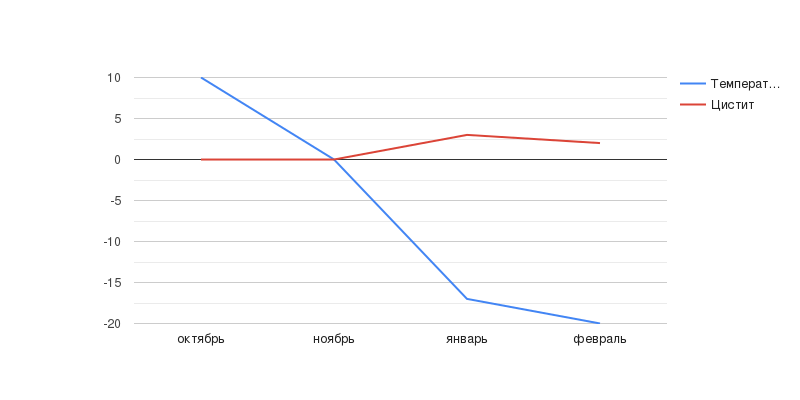 10
5
0
-5
-10
-15
-20
октябрь
ноябрь
январь
февраль
Температ...
Цистит